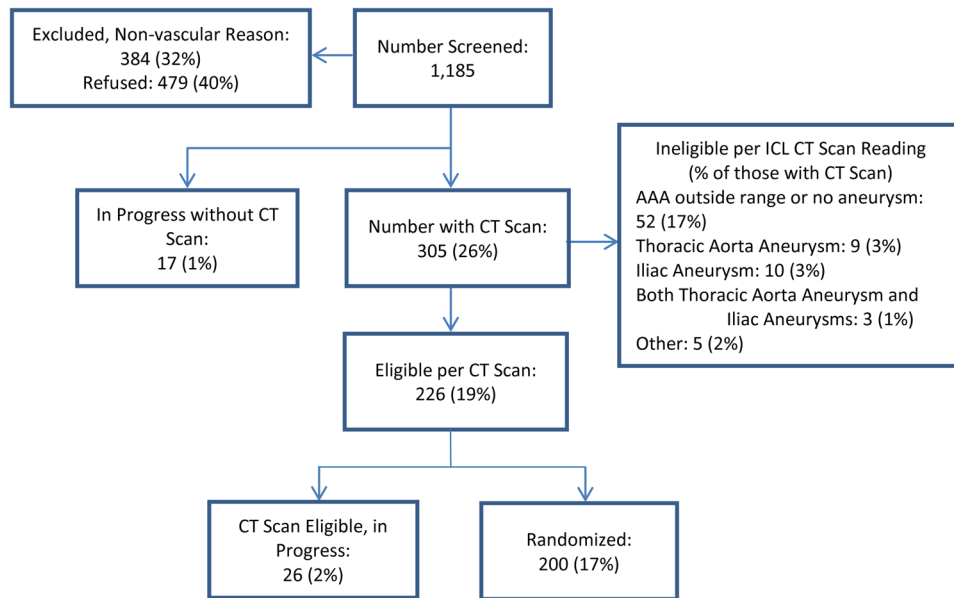 Excluded, Non-vascular Reason:
384 (32%)
Refused: 479 (40%)
Number Screened:
1,185
In Progress without CT
Scan:
17 (1%)
Number with CT Scan:
305 (26%)
Ineligible per ICL CT Scan Reading
(% of those with CT Scan)
AAA outside range or no aneurysm:
52 (17%)
Thoracic Aorta Aneurysm: 9 (3%)
Iliac Aneurysm: 10 (3%)
Both Thoracic Aorta Aneurysm and
Iliac Aneurysms: 3 (1%)
Other: 5 (2%)
Eligible per CT Scan:
226 (19%)
CT Scan Eligible, in
Progress:
26 (2%)
Randomized:
200 (17%)